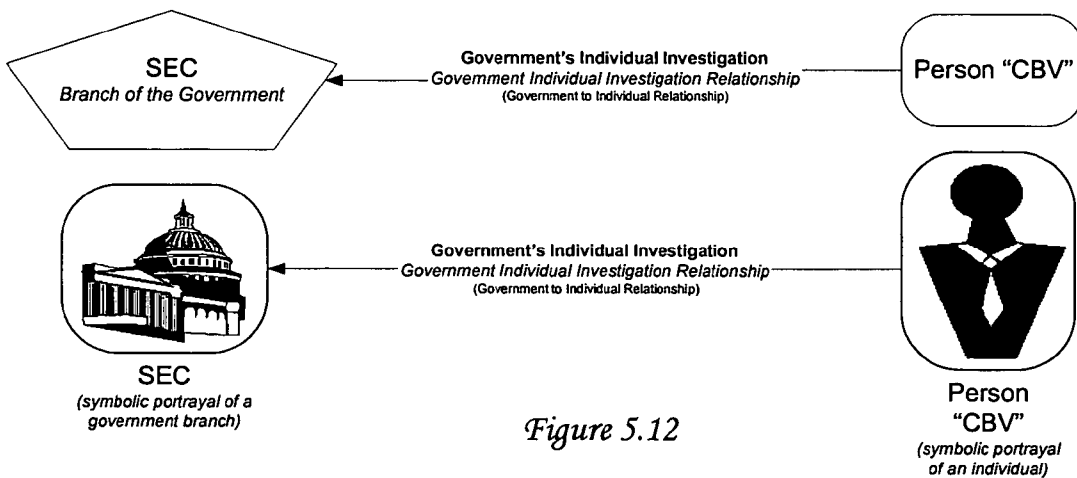 SEC
Branch of the Government
Government's Individual Investigation
Government Individual Investigation Relationship
(Government to Individual Relationship)
Person “CBV”
Government's Individual Investigation
Government Individual Investigation Relationship
(Government to Individual Relationship)
SEC
(symbolic portrayal of a
government branch)
Person
“CBV”
(symbolic portrayal
of an individual)
Figure 5.12